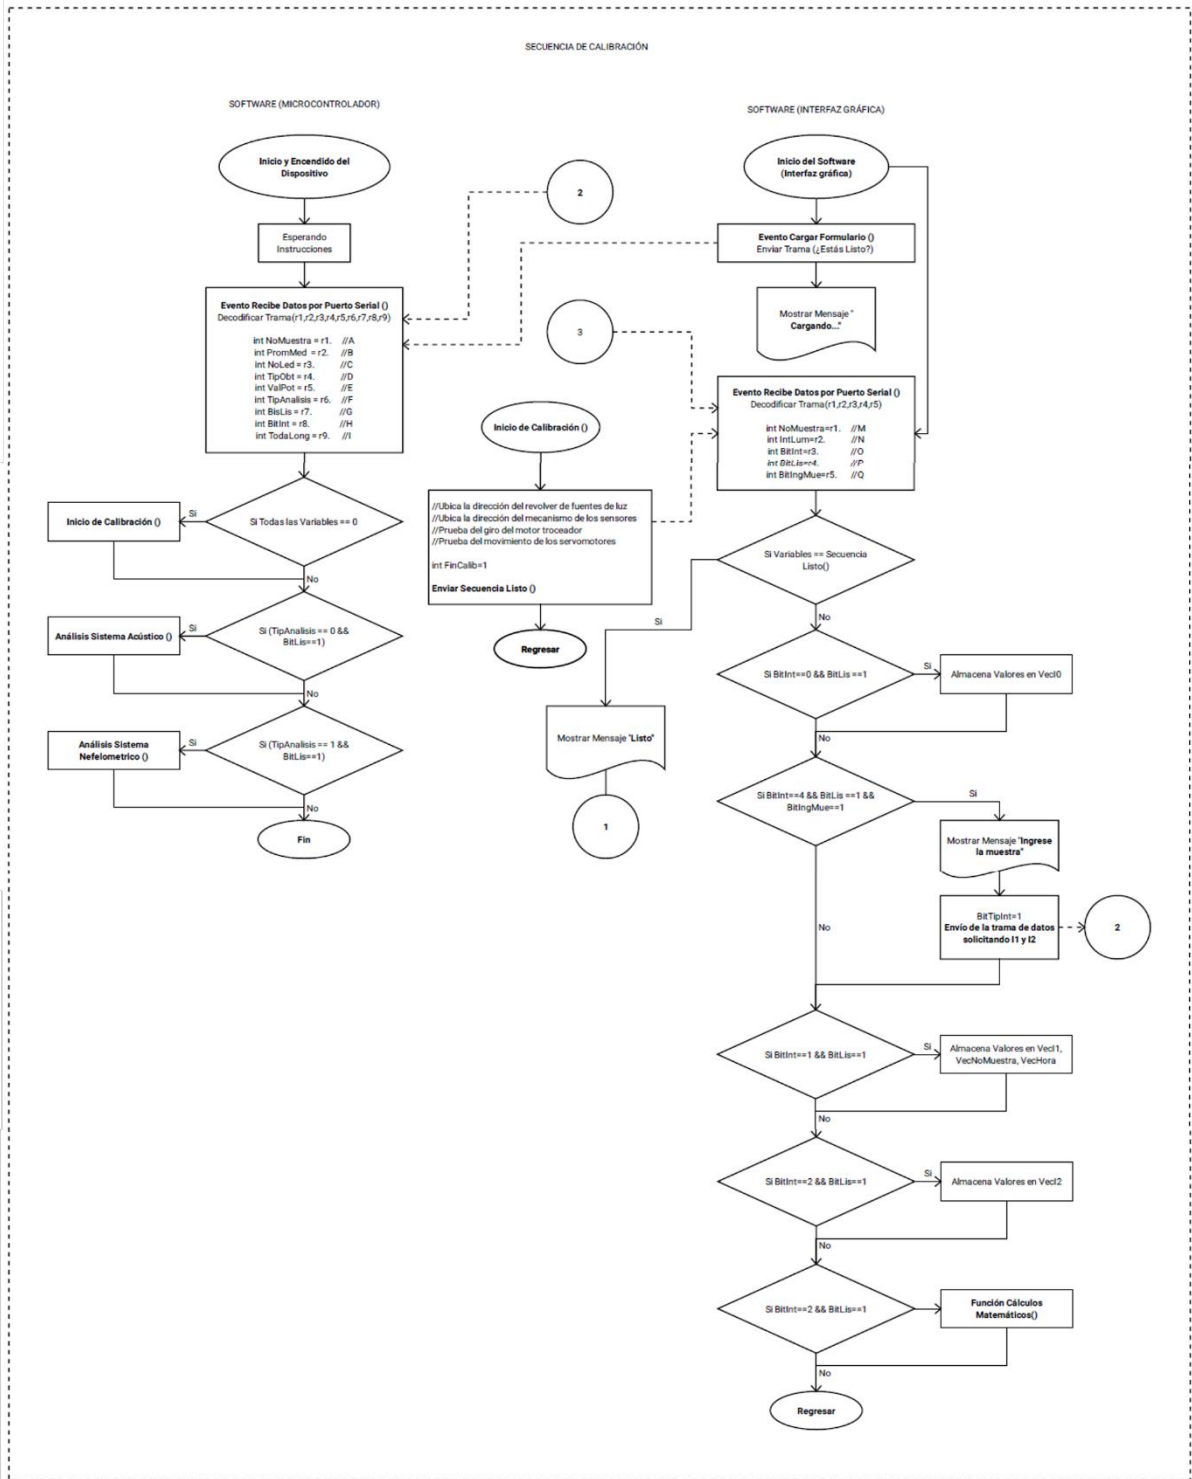 SECUENCIA DE CALIBRACIÓN
SOFTWARE (MICROCONTROLADOR)
Inicio y Encendido del
Dispositivo
Esperando
Instrucciones
Evento Recibe Datos por Puerto Serial ()
Decodificar Trama(r1,r2,r3,r4,r5,r6,r7,r8,r9)
int NoMuestra = r1. //A
int PromMed = r2. //B
int NoLed = r3. //C
int TipObt = r4. //D
int ValPot = r5. //E
int TipAnalisis = r6. //F
int BisLis = r7. //G
int BitInt = r8. //H
int TodaLong = r9. //I
Si Todas las Variables == 0
Si
Inicio de Calibración ()
No
Si (TipAnalisis == 0 &&
BitLis==1)
Si
Análisis Sistema Acústico ()
No
Si (TipAnalisis == 1 &&
BitLis==1)
Si
Análisis Sistema
Nefelometrico ()
No
Fin
2
3
Inicio de Calibración ()
//Ubica la dirección del revolver de fuentes de luz
//Ubica la dirección del mecanismo de los sensores
//Prueba del giro del motor troceador
//Prueba del movimiento de los servomotores
int FinCalib=1
Enviar Secuencia Listo ()
Regresar
SOFTWARE (INTERFAZ GRÁFICA)
Inicio del Software
(Interfaz gráfica)
Evento Cargar Formulario ()
Enviar Trama (¿Estás Listo?)
Mostrar Mensaje "
Cargando..."
Evento Recibe Datos por Puerto Serial ()
Decodificar Trama(r1,r2,r3,r4,r5)
int NoMuestra=r1. //M
int IntLum=r2. //N
int BitInt=r3. //O
int BitLis=r4. //P
int BitIngMue=r5. //Q
Si Variables == Secuencia
Listo()
Si
Mostrar Mensaje "Listo"
1
No
Si BitInt==0 && BitLis ==1
Si
Almacena Valores en VecI0
No
Si BitInt==4 && BitLis ==1 &&
BitIngMue==1
Si
Mostrar Mensaje "Ingrese
la muestra"
BitTipInt=1
Envío de la trama de datos
solicitando I1 y I2
2
No
Si BitInt==1 && BitLis==1
Si
Almacena Valores en VecI1,
VecNoMuestra, VecHora
No
Si BitInt==2 && BitLis==1
Si
Almacena Valores en VecI2
No
Si BitInt==2 && BitLis==1
Función Cálculos
Matemáticos()
No
Regresar